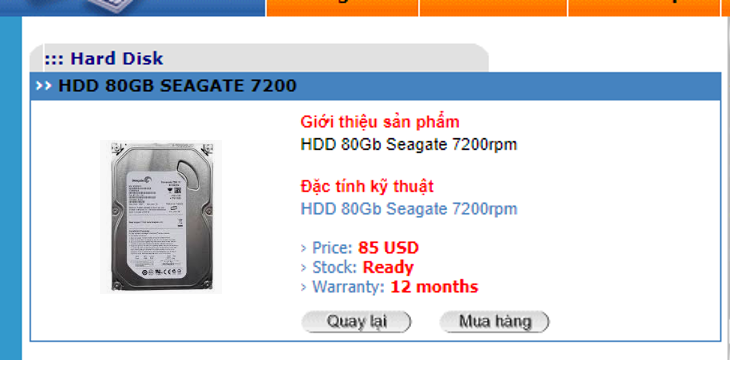 ::: Hard Disk
>> HDD 80GB SEAGATE 7200
Giới thiệu sản phẩm
HDD 80Gb Seagate 7200rpm
Đặc tính kỹ thuật
HDD 80Gb Seagate 7200rpm
> Price: 85 USD
> Stock: Ready
> Warranty: 12 months
Quay lại
Mua hàng